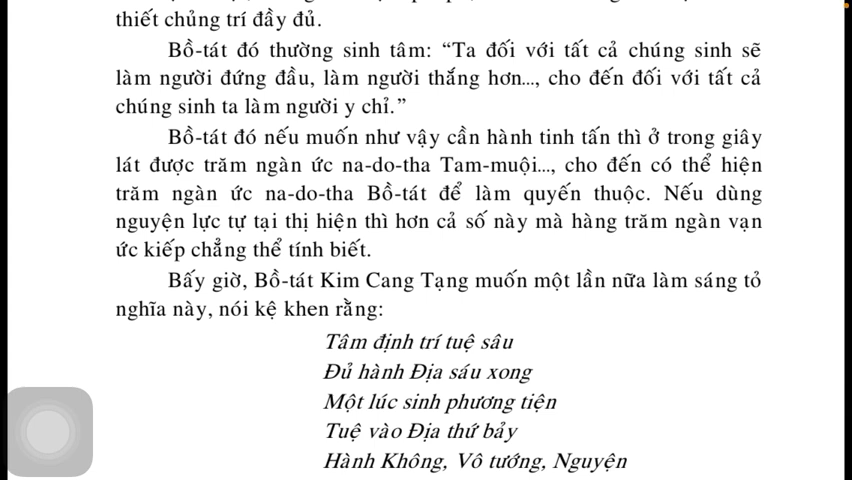 thiết chủng trí đầy đủ.
Bồ-tát đó thường sinh tâm: “Ta đối với tất cả chúng sinh sẽ
làm người đứng đầu, làm người thắng hơn..., cho đến đối với tất cả
chúng sinh ta làm người y chỉ.”
Bồ-tát đó nếu muốn như vậy cần hành tinh tấn thì ở trong giây
lát được trăm ngàn ức na-do-tha Tam-muội..., cho đến có thể hiện
trăm ngàn ức na-do-tha Bồ-tát để làm quyến thuộc. Nếu dùng
nguyện lực tự tại thị hiện thì hơn cả số này mà hàng trăm ngàn vạn
ức kiếp chẳng thể tính biết.
Bấy giờ, Bồ-tát Kim Cang Tạng muốn một lần nữa làm sáng tỏ
nghĩa này, nói kệ khen rằng:
Tâm định trí tuệ sâu
Đủ hành Địa sáu xong
Một lúc sinh phương tiện
Tuệ vào Địa thứ bảy
Hành Không, Vô tướng, Nguyện